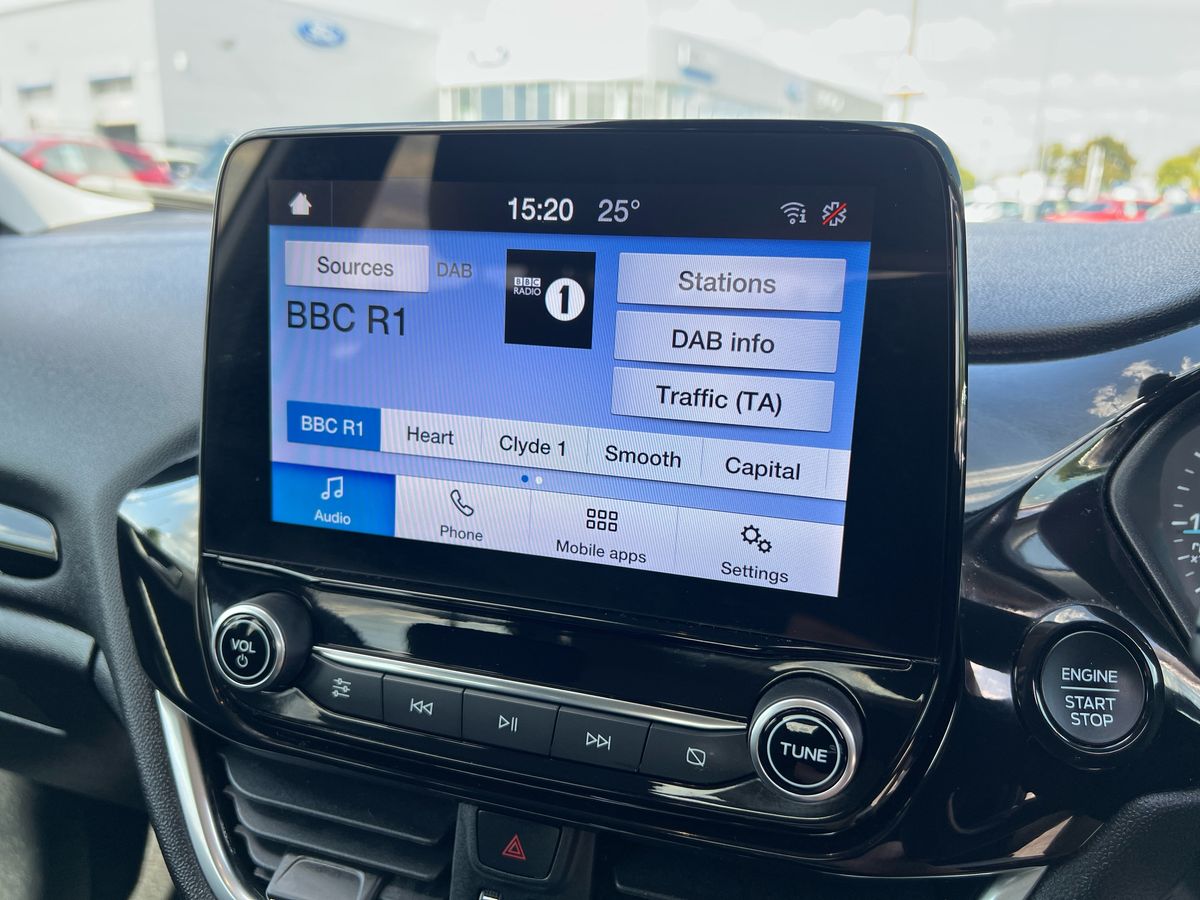 15:20 25°
Sources DAB
BBC R1
BBC
RADIO
1
Stations
DAB info
Traffic (TA)
BBC R1 Heart Clyde 1 Smooth Capital
Audio Phone Mobile apps Settings
VOL
TUNE
ENGINE
START
STOP